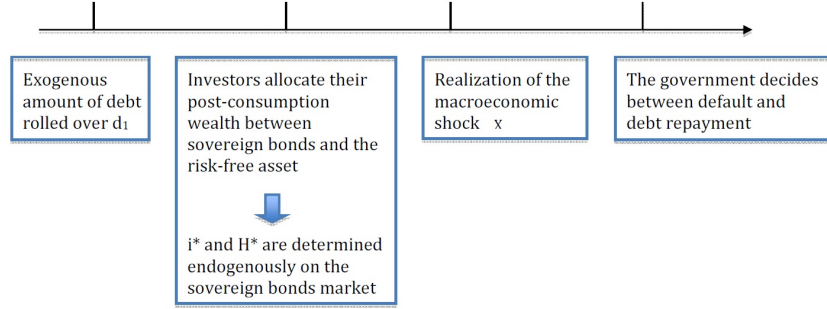 Exogenous
amount of debt
rolled over d₁
Investors allocate their
post-consumption
wealth between
sovereign bonds and the
risk-free asset
i* and H* are determined
endogenously on the
sovereign bonds market
Realization of the
macroeconomic
shock x
The government decides
between default and
debt repayment